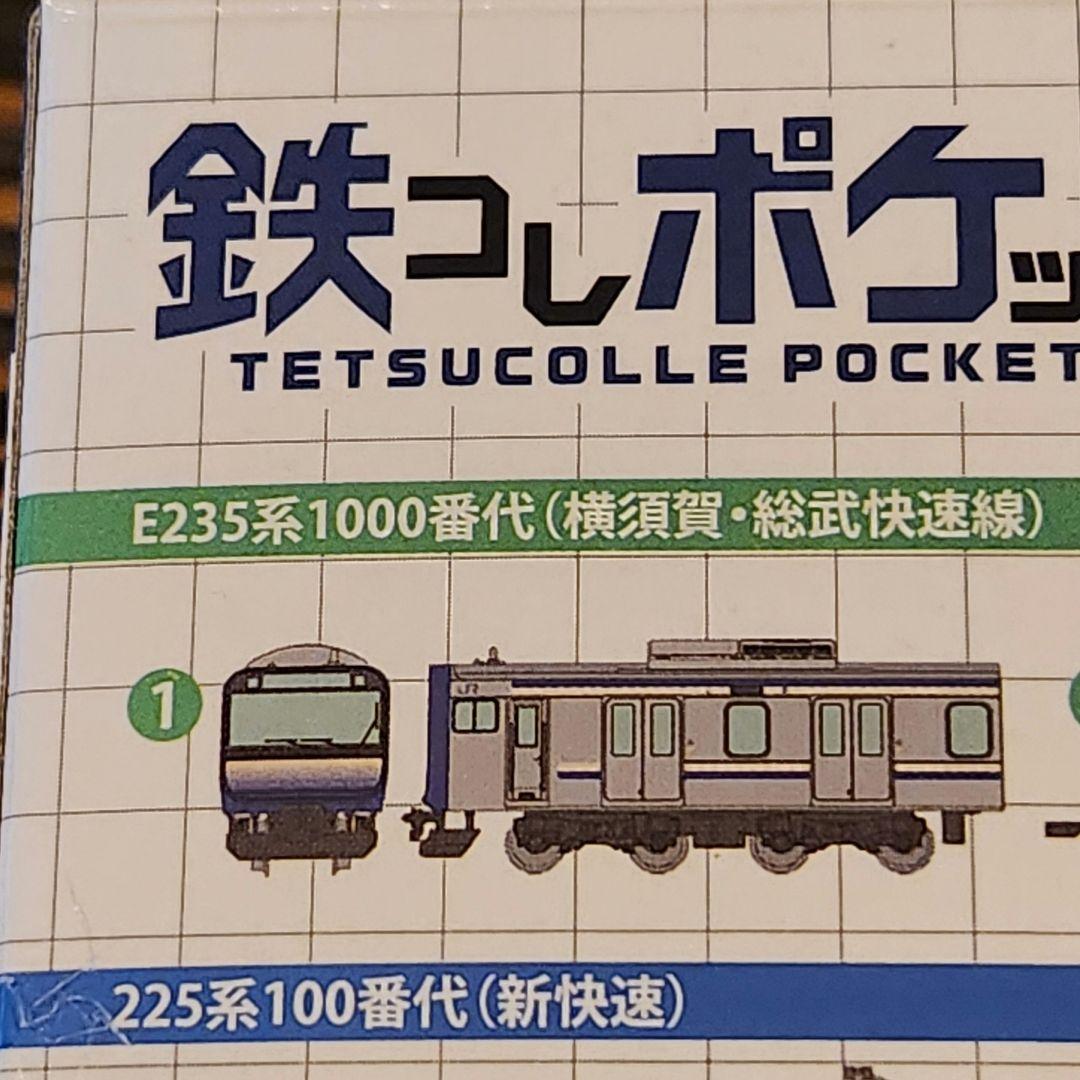 鉄コレポケッ
TETSUCOLLE POCKET
E235系1000番代（横須賀・総武快速線）
1
JR
225系100番代（新快速）